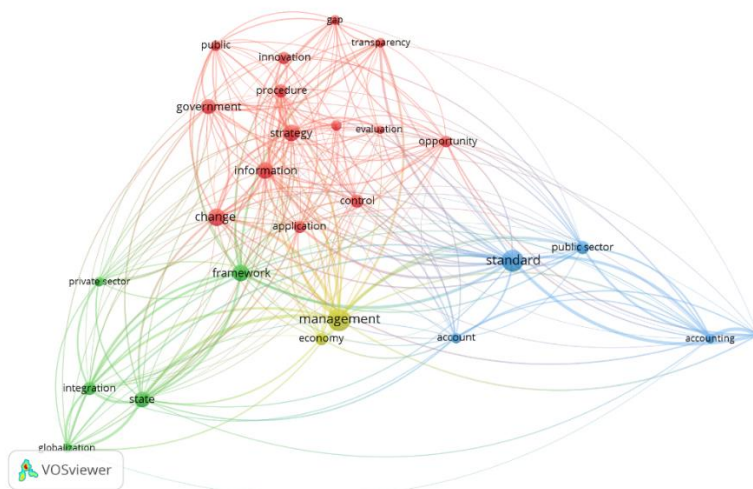 gap
public
transparency
innovation
procedure
government
strategy
evaluation
opportunity
information
control
change
application
public sector
standard
framework
private sector
management
economy
account
accounting
integration
state
globalization
VOSviewer